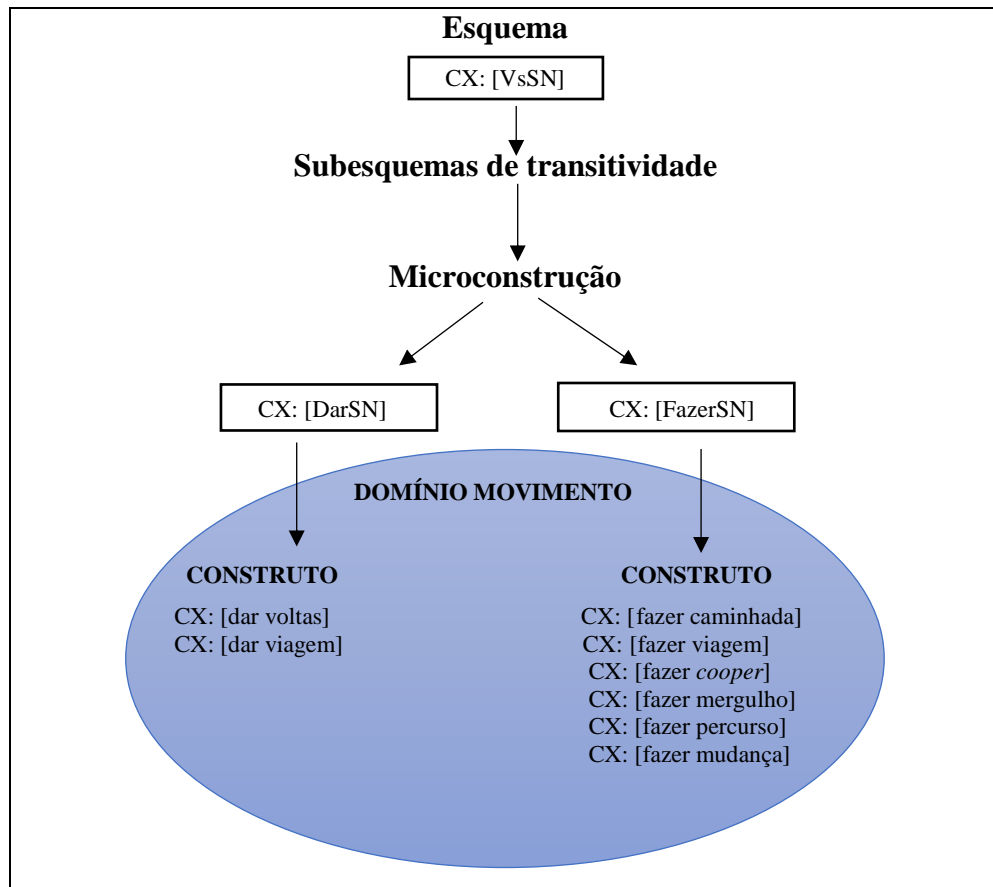 Esquema
CX: [VsSN]
Subesquemas de transitividade
Microconstrução
CX: [DarSN]
CX: [FazerSN]
DOMÍNIO MOVIMENTO
CONSTRUTO
CX: [dar voltas]
CX: [dar viagem]
CONSTRUTO
CX: [fazer caminhada]
CX: [fazer viagem]
CX: [fazer cooper]
CX: [fazer mergulho]
CX: [fazer percurso]
CX: [fazer mudança]